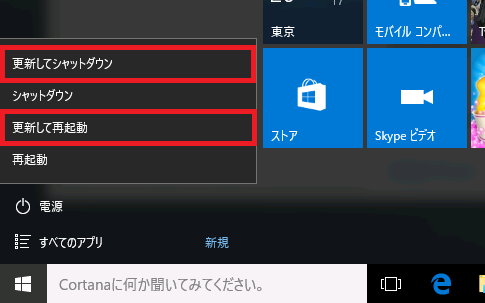 東京
モバイル コンパ...
更新してシャットダウン
シャットダウン
更新して再起動
再起動
ストア
Skype ビデオ
電源
すべてのアプリ
新規
Cortanaに何か聞いてみてください。